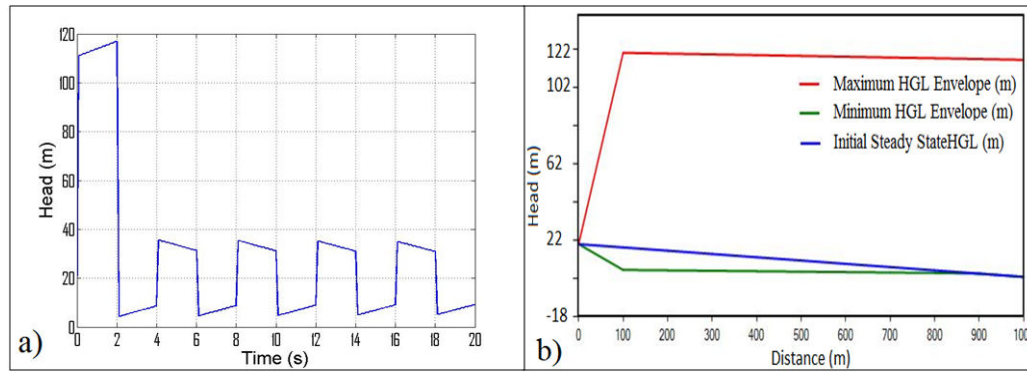 120
100
80
60
40
20
0
Head (m)
0 2 4 6 8 10 12 14 16 18 20
Time (s)
a)
122
102
62
22
-18
Head (m)
Maximum HGL Envelope (m)
Minimum HGL Envelope (m)
Initial Steady StateHGL (m)
0 100 200 300 400 500 600 700 800 900 100
Distance (m)
b)